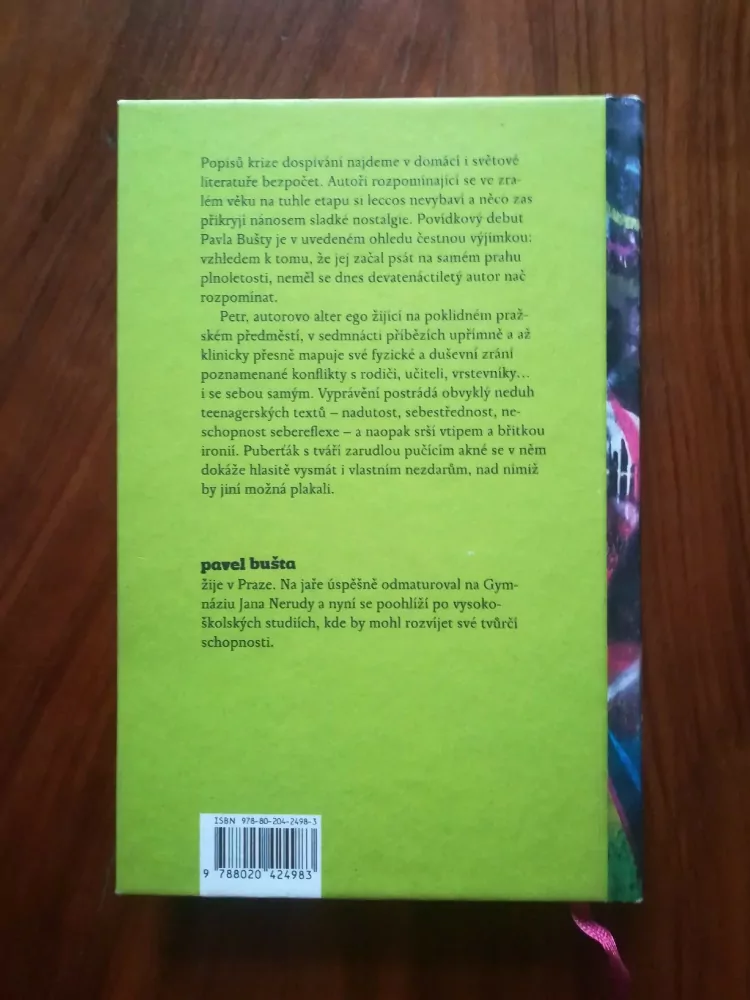 Popisů krize dospívání najdeme v domácí i světové
literatuře bezpočet. Autoři rozpomínající se ve zra-
lém věku na tuhle etapu si leccos nevybaví a něco zas
přikryjí nánosem sladké nostalgie. Povídkový debut
Pavla Bušty je v uvedeném ohledu čestnou výjimkou:
vzhledem k tomu, že jej začal psát na samém prahu
plnoletosti, neměl se dnes devatenáctiletý autor nač
rozpomínat.
Petr, autorovo alter ego žijící na poklidném praž-
ském předměstí, v sedmnácti příbězích upřímně a až
klinicky přesně mapuje své fyzické a duševní zrání
poznamenané konflikty s rodiči, učiteli, vrstevníky...
i se sebou samým. Vyprávění postrádá obvyklý neduh
teenagerských textů – nadutost, sebestřednost, ne-
schopnost sebereflexe – a naopak srší vtipem a břitkou
ironií. Puberťák s tváří zarudlou pučícím akné se v něm
dokáže hlasitě vysmát i vlastním nezdarům, nad nimiž
by jiní možná plakali.
pavel bušta
žije v Praze. Na jaře úspěšně odmaturoval na Gym-
náziu Jana Nerudy a nyní se poohlíží po vysoko-
školských studiích, kde by mohl rozvíjet své tvůrčí
schopnosti.
ISBN 978-80-204-2498-3
9 788020 424983